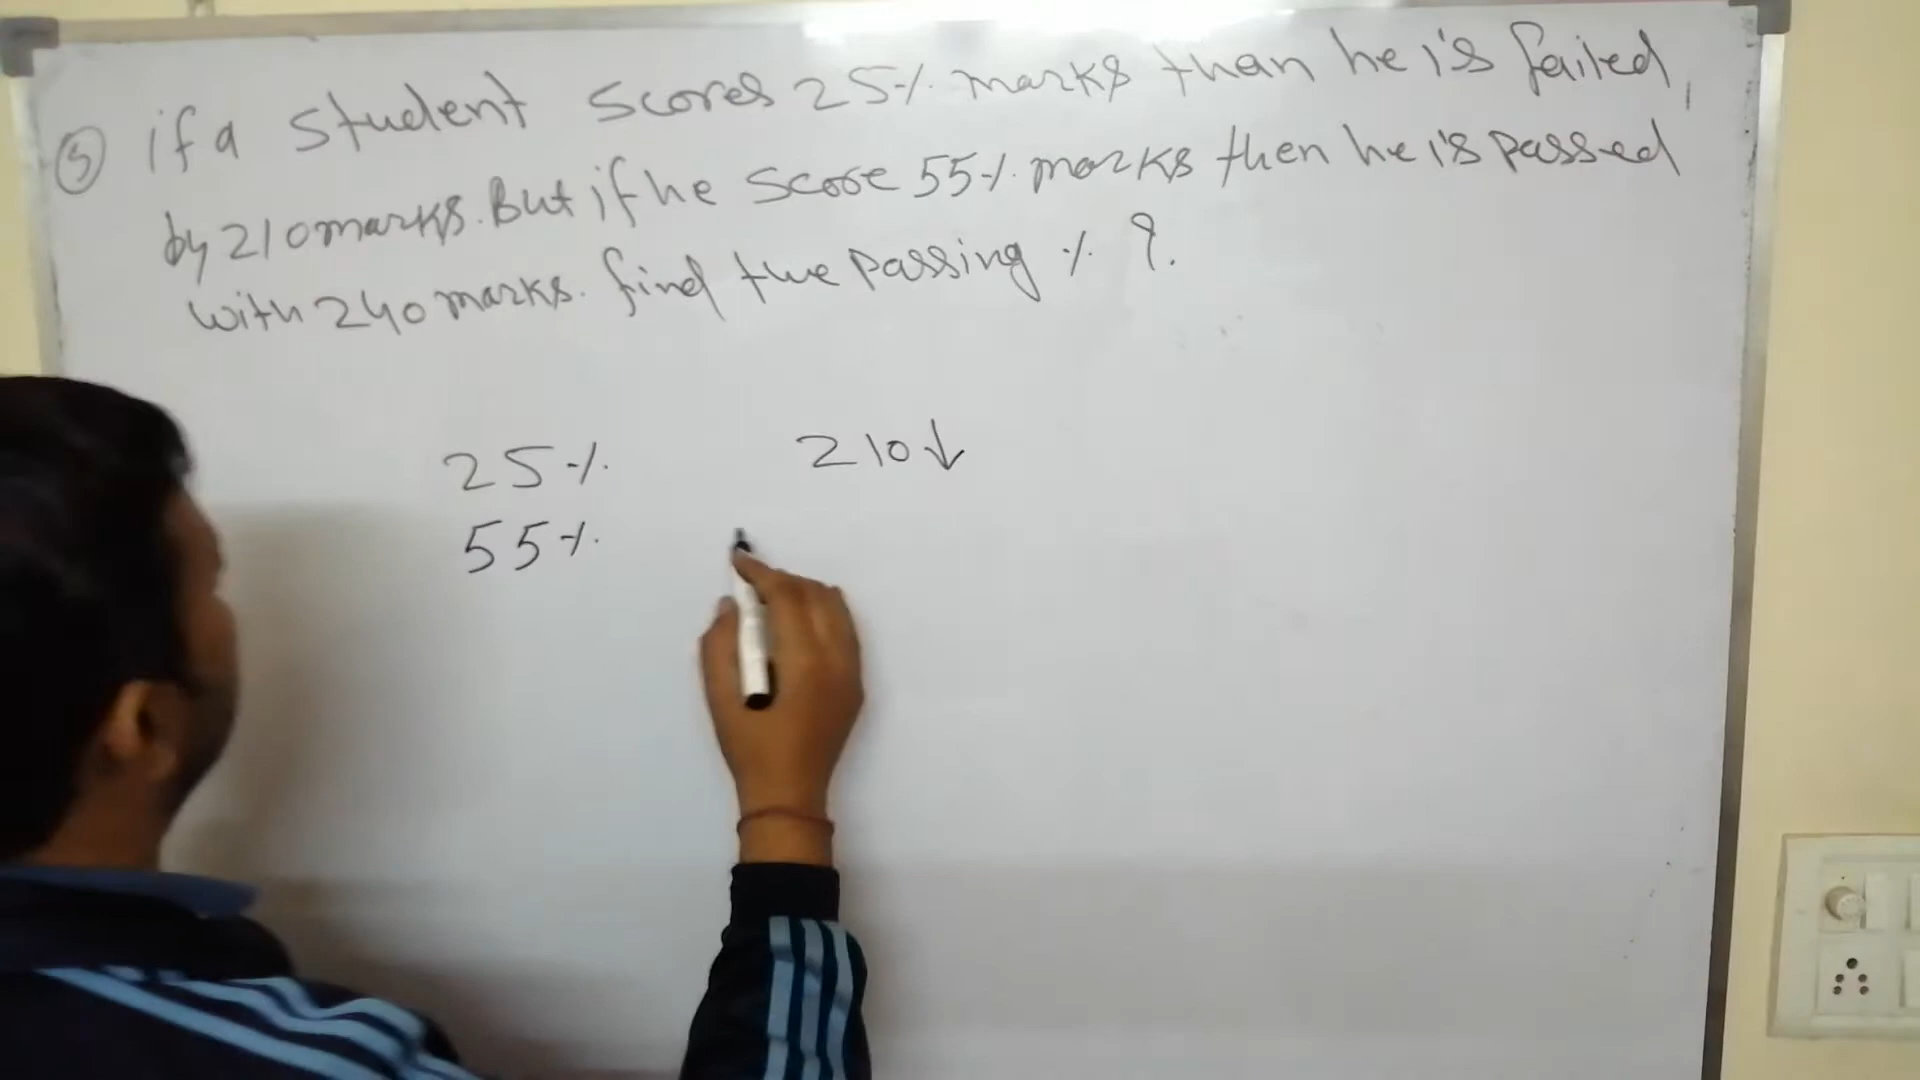 5 if a student scores 25% marks than he is failed,
by 210 marks. But if he score 55% marks then he is passed
with 240 marks. find the passing % ?.
25% 210↓
55%